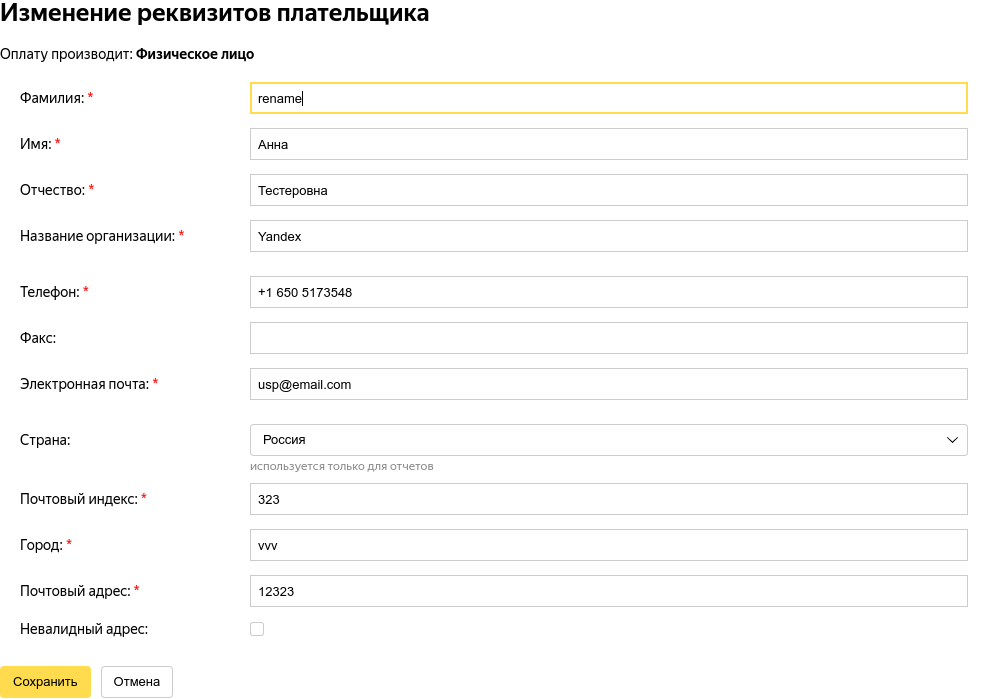 Изменение реквизитов плательщика
Оплату производит: Физическое лицо
Фамилия: * rename
Имя: * Анна
Отчество: * Тестеровна
Название организации: * Yandex
Телефон: * +1 650 5173548
Факс:
Электронная почта: * usp@email.com
Страна: Россия
используется только для отчетов
Почтовый индекс: * 323
Город: * vvv
Почтовый адрес: * 12323
Невалидный адрес:
Сохранить Отмена